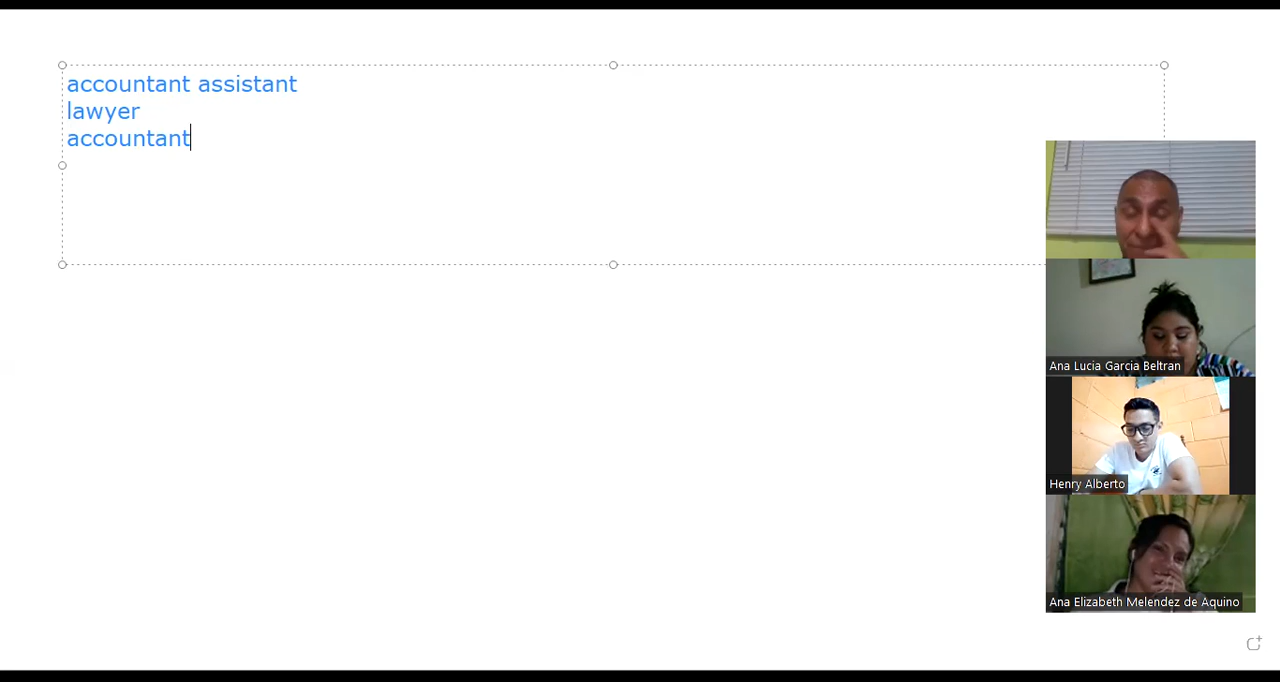 accountant assistant
lawyer
accountant
Ana Lucia Garcia Beltran
Henry Alberto
Ana Elizabeth Melendez de Aquino